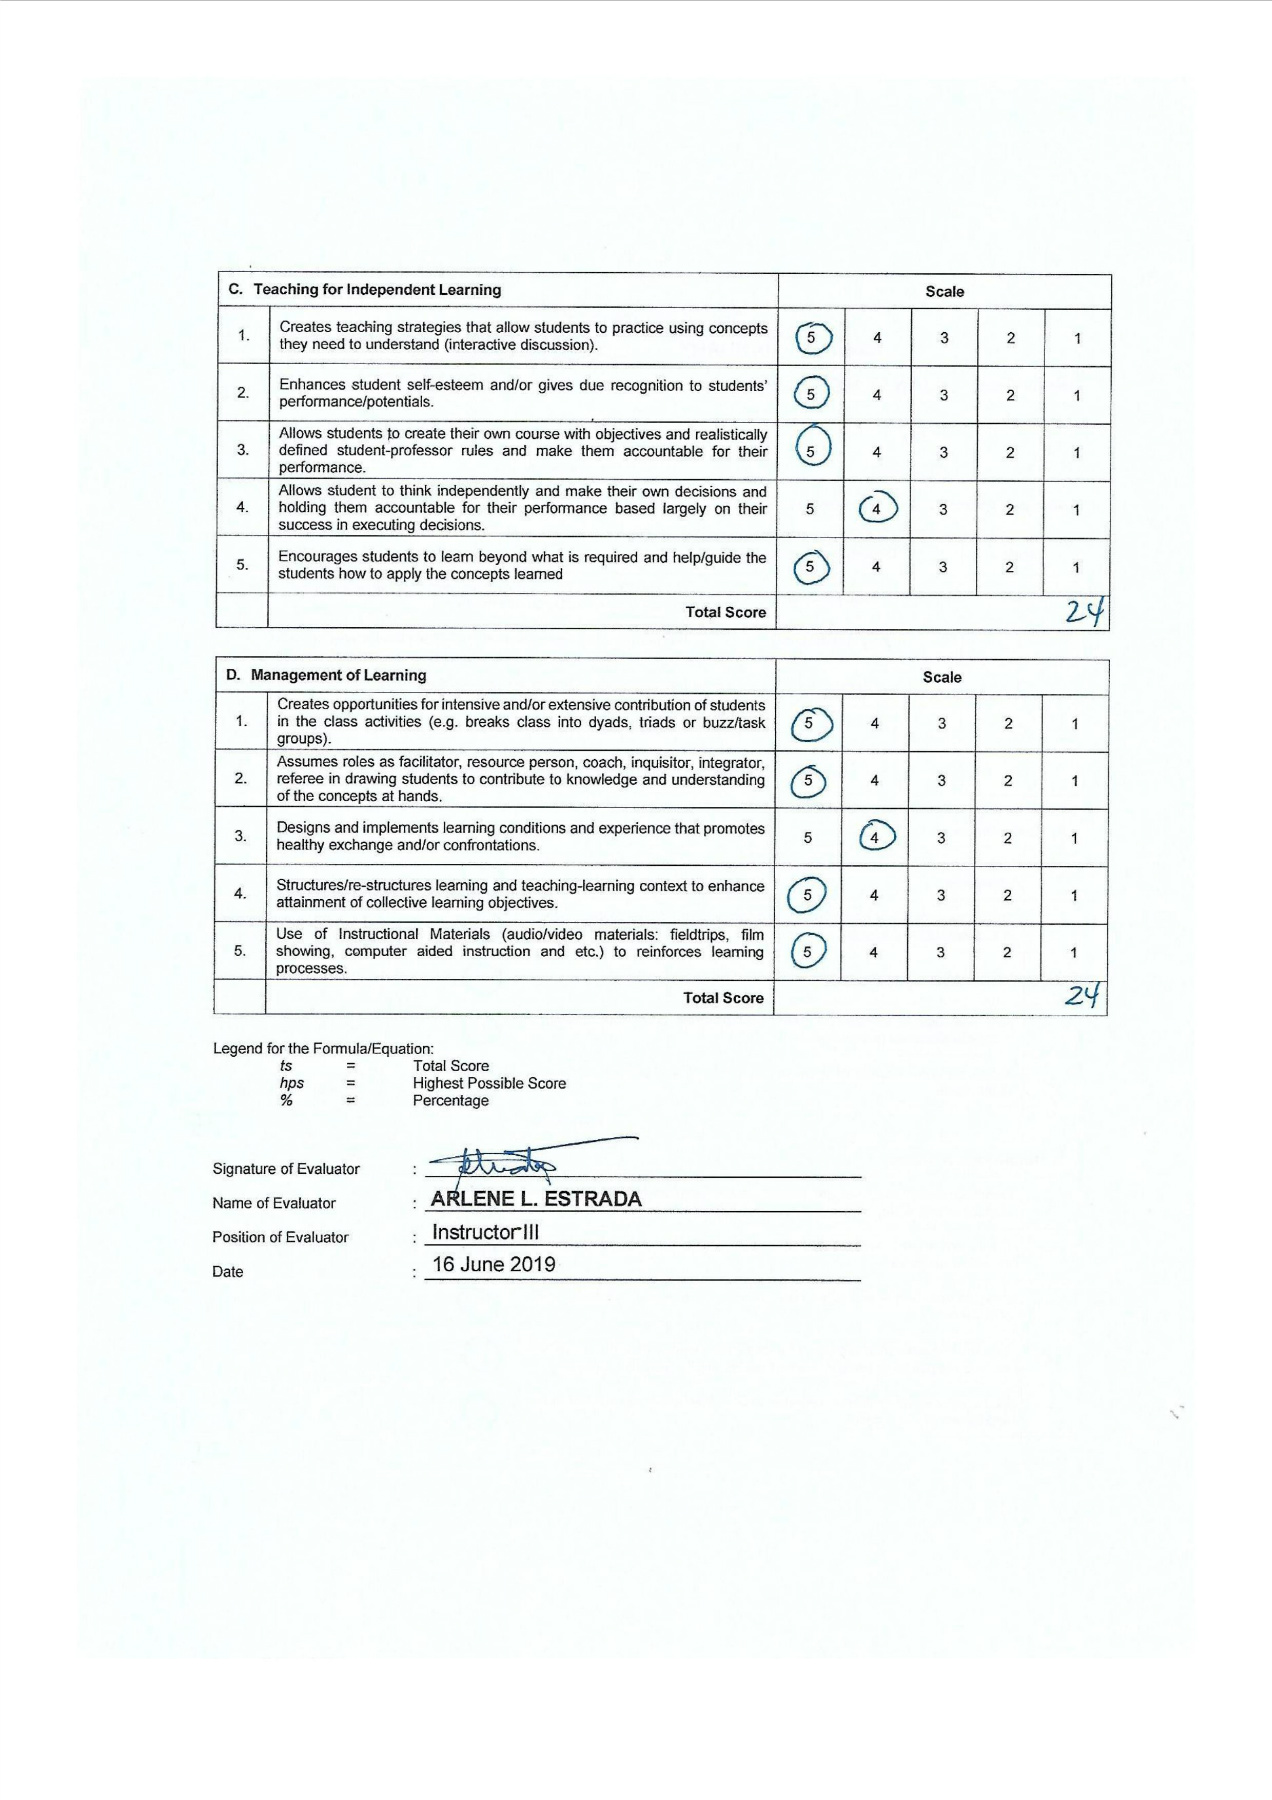 C. Teaching for Independent Learning Scale
1. Creates teaching strategies that allow students to practice using concepts
they need to understand (interactive discussion). 5 4 3 2 1
2. Enhances student self-esteem and/or gives due recognition to students'
performance/potentials. 5 4 3 2 1
3. Allows students to create their own course with objectives and realistically
defined student-professor rules and make them accountable for their
performance. 5 4 3 2 1
4. Allows student to think independently and make their own decisions and
holding them accountable for their performance based largely on their
success in executing decisions. 5 4 3 2 1
5. Encourages students to learn beyond what is required and help/guide the
students how to apply the concepts learned 5 4 3 2 1
Total Score 24
D. Management of Learning Scale
1. Creates opportunities for intensive and/or extensive contribution of students
in the class activities (e.g. breaks class into dyads, triads or buzz/task
groups). 5 4 3 2 1
2. Assumes roles as facilitator, resource person, coach, inquisitor, integrator,
referee in drawing students to contribute to knowledge and understanding
of the concepts at hands. 5 4 3 2 1
3. Designs and implements learning conditions and experience that promotes
healthy exchange and/or confrontations. 5 4 3 2 1
4. Structures/re-structures learning and teaching-learning context to enhance
attainment of collective learning objectives. 5 4 3 2 1
5. Use of Instructional Materials (audio/video materials: fieldtrips, film
showing, computer aided instruction and etc.) to reinforces learning
processes. 5 4 3 2 1
Total Score 24
Legend for the Formula/Equation:
ts = Total Score
hps = Highest Possible Score
% = Percentage
Signature of Evaluator :
Name of Evaluator : ARLENE L. ESTRADA
Position of Evaluator : Instructor III
Date : 16 June 2019